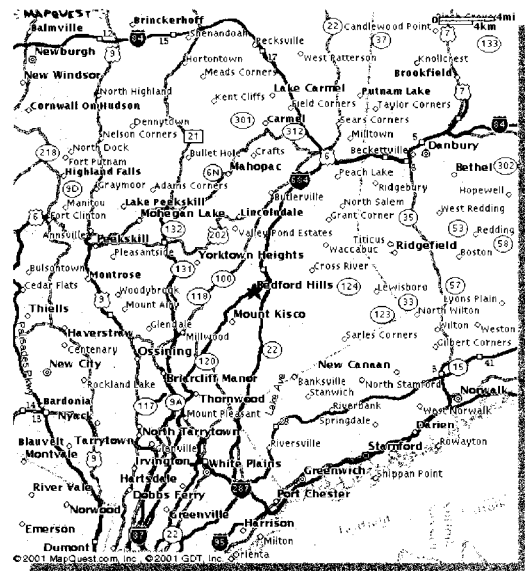 MAPQUEST
Balmville
Brinckerhoff
Candlewood Point
4mi
4km
Newburgh
Shenandoah
Pecksville
Hortontown
West Patterson
Knollcrest
New Windsor
Meads Corners
Brookfield
North Highland
Kent Cliffs
Lake Carmel
Putnam Lake
Cornwall On Hudson
Field Corners
Taylor Corners
Dennytown
Carmel
Sears Corners
Nelson Corners
Milltown
North Dock
Bullet Hole
Crafts
Beckettville
Danbury
Fort Putnam
Mahopac
Highland Falls
Peach Lake
Bethel
Graymoor
Adams Corners
Butlerville
Ridgebury
Hopewell
Manitou
Lake Peekskill
North Salem
Fort Clinton
Mohegan Lake
Lincolndale
Grant Corner
West Redding
Annsville
Peekskill
Valley Pond Estates
Titicus
Redding
Pleasantside
Waccabuc
Ridgefield
Boston
Bulsontown
Yorktown Heights
Cross River
Montrose
Cedar Flats
Woodybrook
Bedford Hills
Lewisboro
Lyons Plain
Thiells
Mount Airy
Mount Kisco
North Wilton
Glendale
Wilton
Weston
Haverstraw
Millwood
Sarles Corners
Gilbert Corners
Centenary
Ossining
New City
Briarcliff Manor
Banksville
New Canaan
Rockland Lake
Stanwich
North Stamford
Norwalk
Palisades Pky
Lake Ave
Bardonia
Thornwood
Riverbank
West Norwalk
Nyack
Mount Pleasant
Springdale
Darien
Blauvelt
Tarrytown
North Tarrytown
Riversville
Stamford
Rowayton
Montvale
Glenville
Irvington
White Plains
Greenwich
Shippan Point
River Vale
Hartsdale
Port Chester
Norwood
Dobbs Ferry
Emerson
Greenville
Harrison
Dumont
Milton
Orienta
©2001 MapQuest.com, Inc.; ©2001 GDT, Inc.